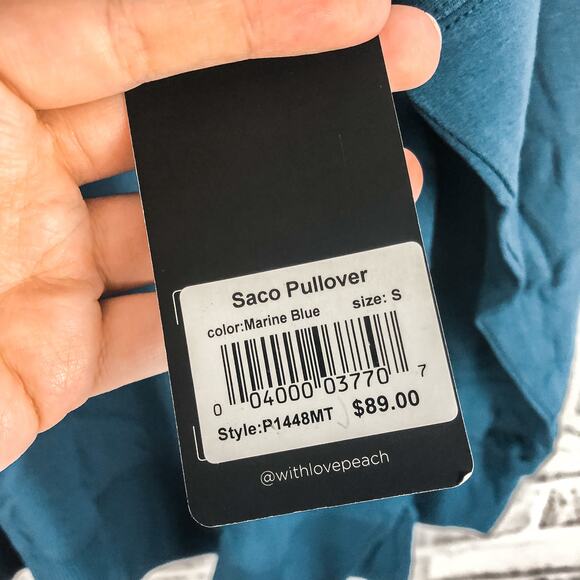 Saco Pullover
color:Marine Blue size: S
0 04000 03770 7
Style:P1448MT $89.00
@withlovepeach